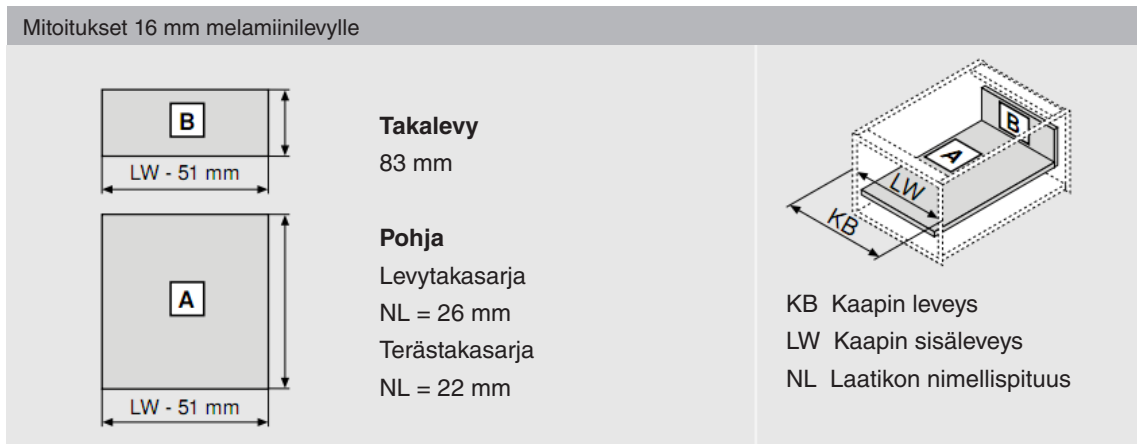 Mitoitukset 16 mm melamiinilevylle
B
LW - 51 mm
Takalevy
83 mm
A
LW - 51 mm
Pohja
Levytakasarja
NL = 26 mm
Terästakasarja
NL = 22 mm
B
A
LW
KB
KB Kaapin leveys
LW Kaapin sisäleveys
NL Laatikon nimellispituus